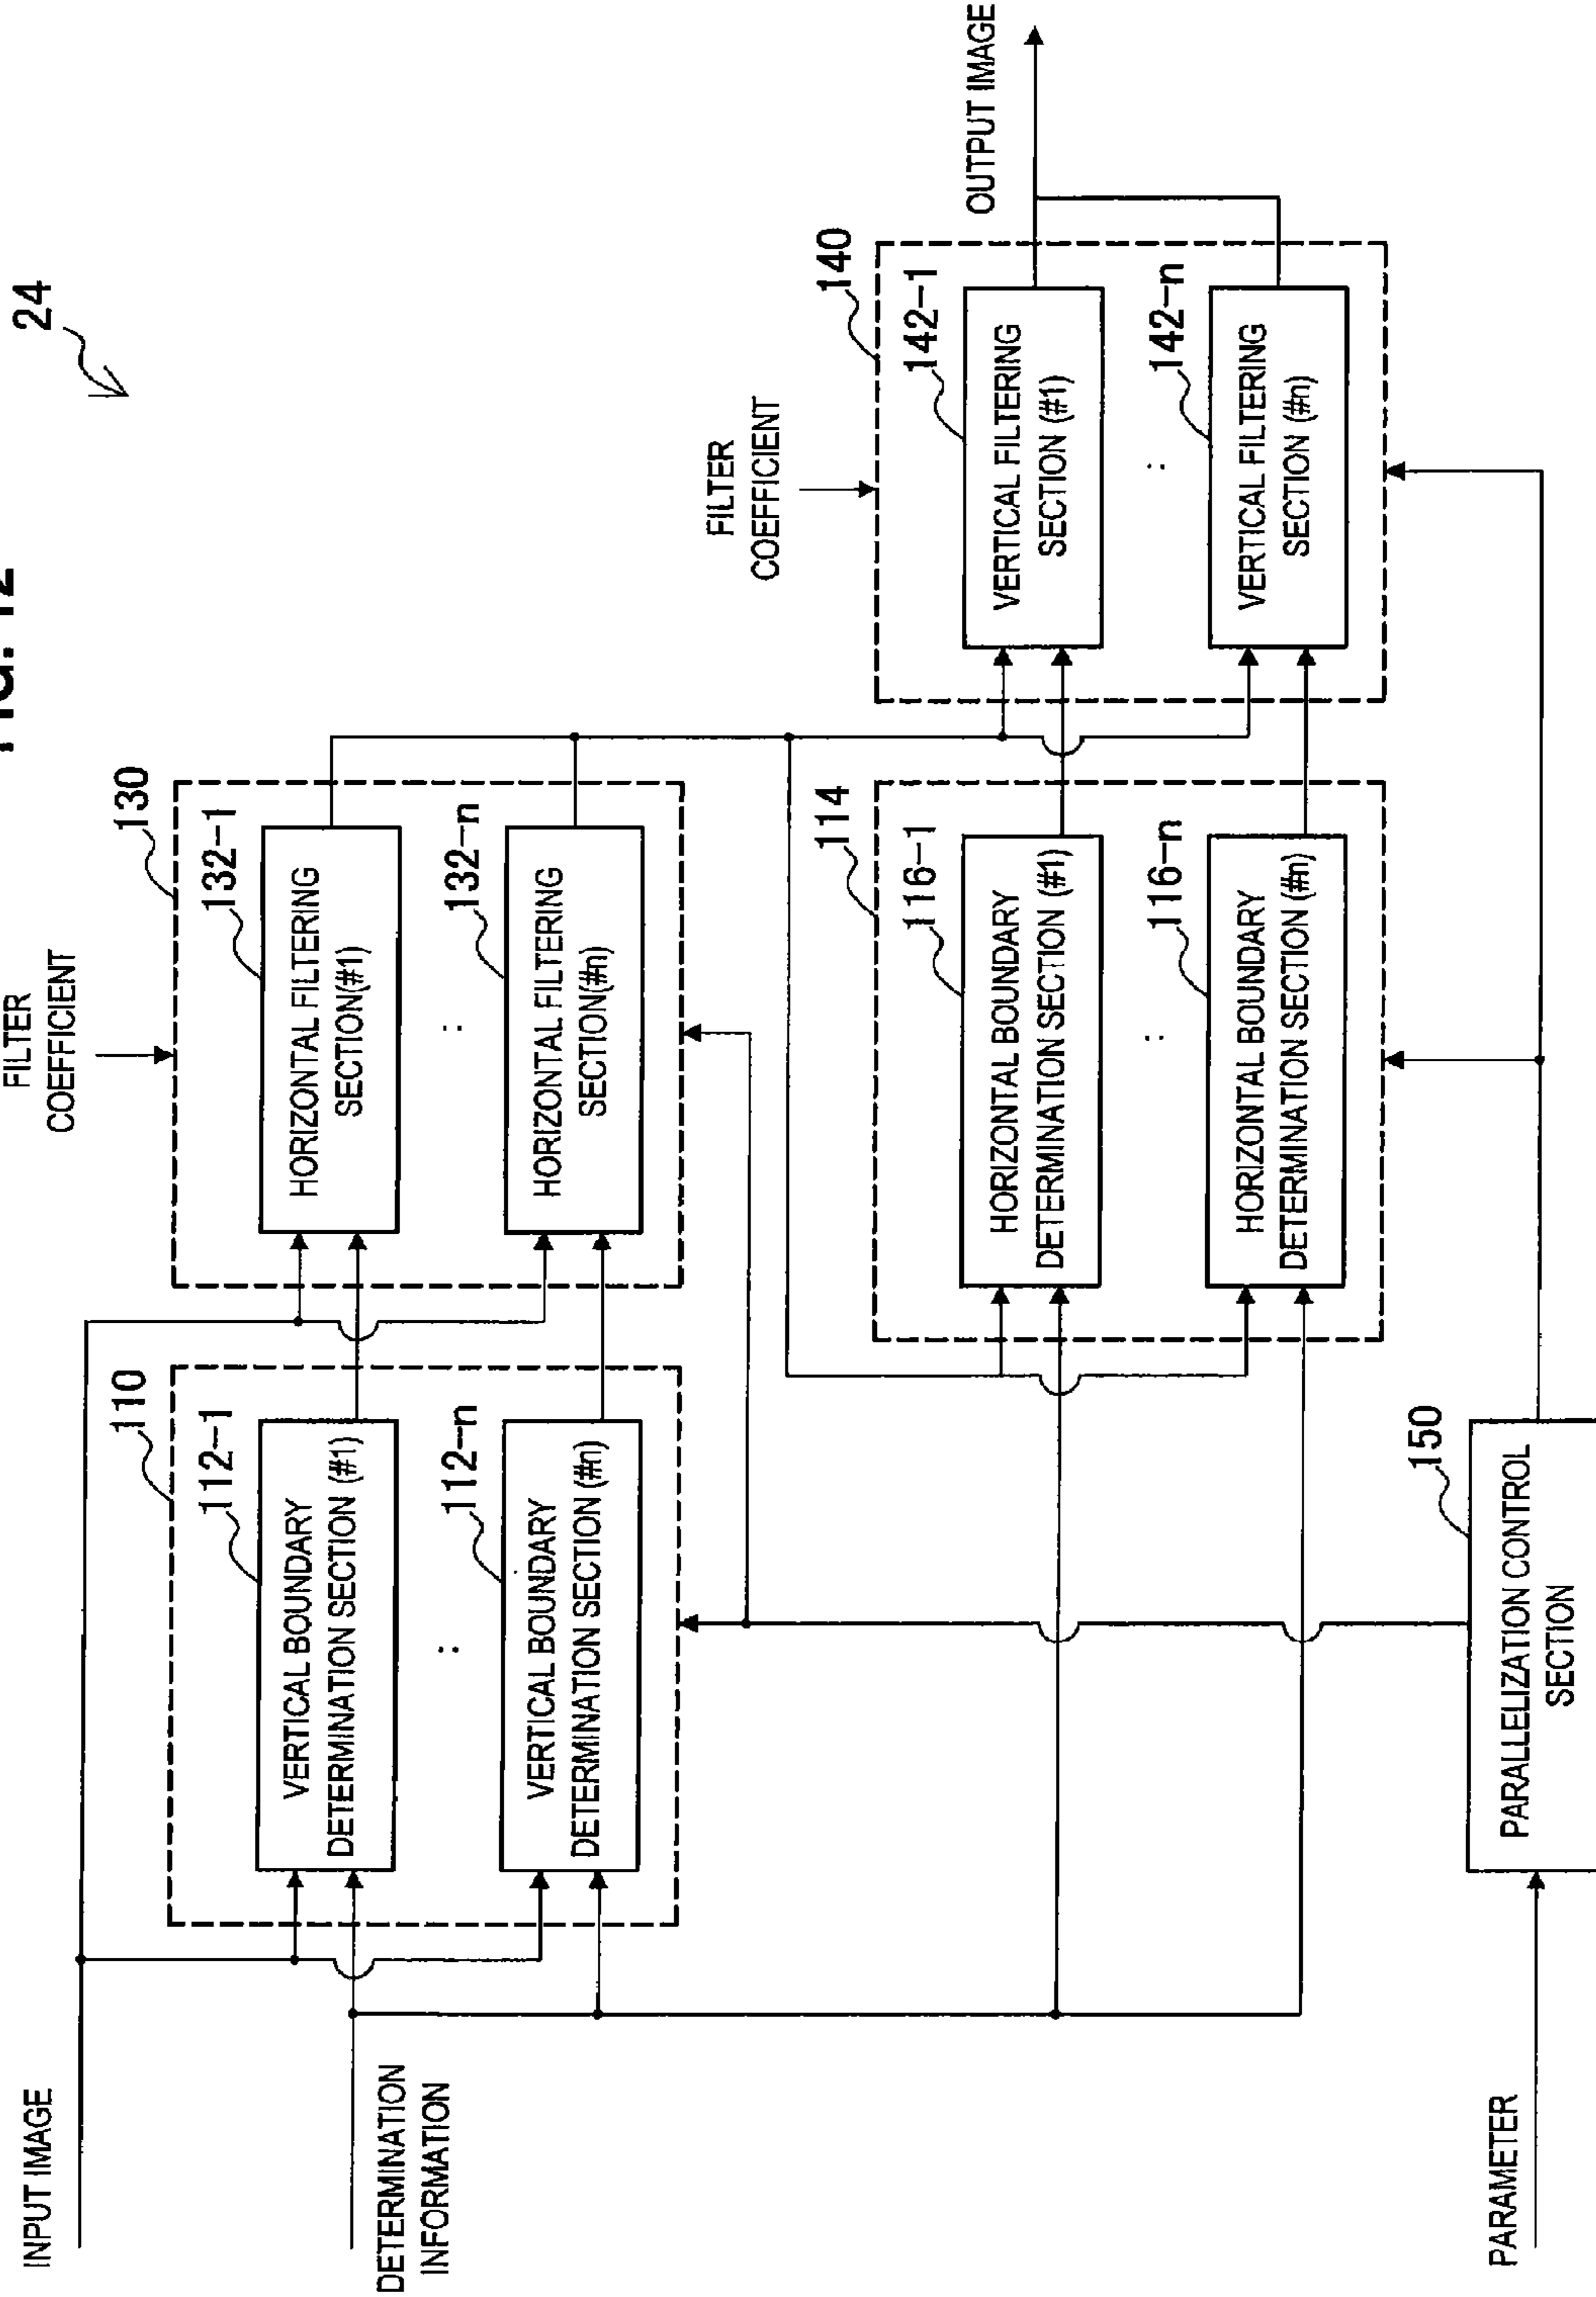 24
FILTER
COEFFICIENT
130
132-1
HORIZONTAL FILTERING
SECTION(#1)
:
132-n
HORIZONTAL FILTERING
SECTION(#n)
INPUT IMAGE
110
112-1
VERTICAL BOUNDARY
DETERMINATION SECTION (#1)
:
112-n
VERTICAL BOUNDARY
DETERMINATION SECTION (#n)
DETERMINATION
INFORMATION
FILTER
COEFFICIENT
140
142-1
VERTICAL FILTERING
SECTION (#1)
:
142-n
VERTICAL FILTERING
SECTION (#n)
OUTPUT IMAGE
114
116-1
HORIZONTAL BOUNDARY
DETERMINATION SECTION (#1)
:
116-n
HORIZONTAL BOUNDARY
DETERMINATION SECTION (#n)
150
PARALLELIZATION CONTROL
SECTION
PARAMETER